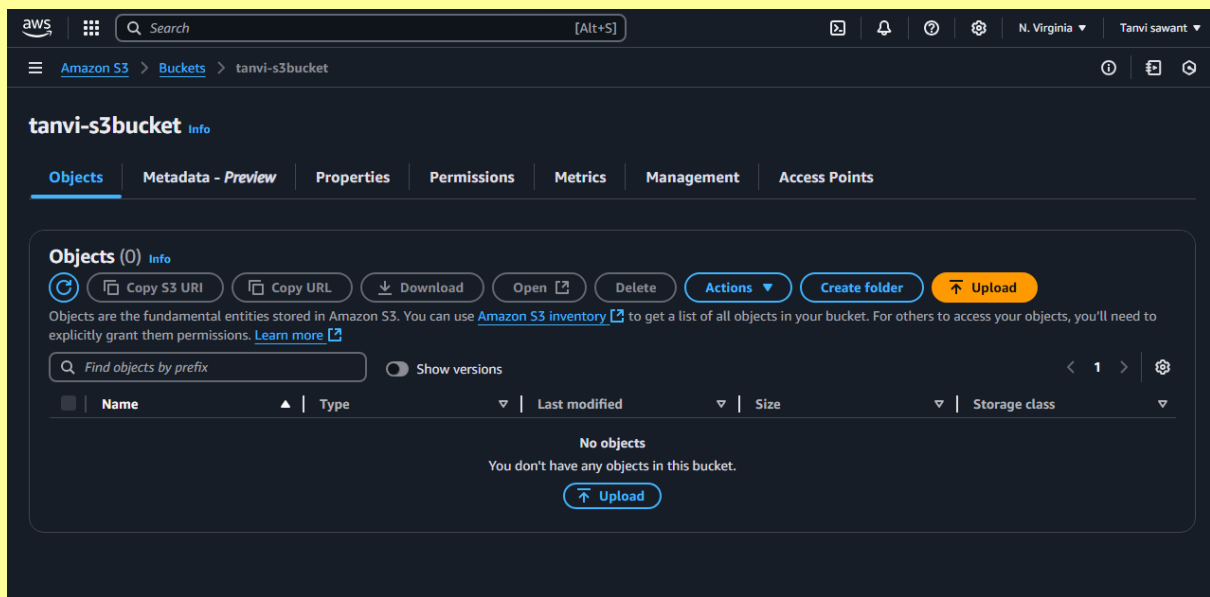 aws Search [Alt+S] N. Virginia Tanvi sawant
Amazon S3 > Buckets > tanvi-s3bucket
tanvi-s3bucket Info
Objects Metadata - Preview Properties Permissions Metrics Management Access Points
Objects (0) Info
Copy S3 URI Copy URL Download Open Delete Actions Create folder Upload
Objects are the fundamental entities stored in Amazon S3. You can use Amazon S3 inventory to get a list of all objects in your bucket. For others to access your objects, you'll need to
explicitly grant them permissions. Learn more
Find objects by prefix Show versions 1
Name Type Last modified Size Storage class
No objects
You don't have any objects in this bucket.
Upload